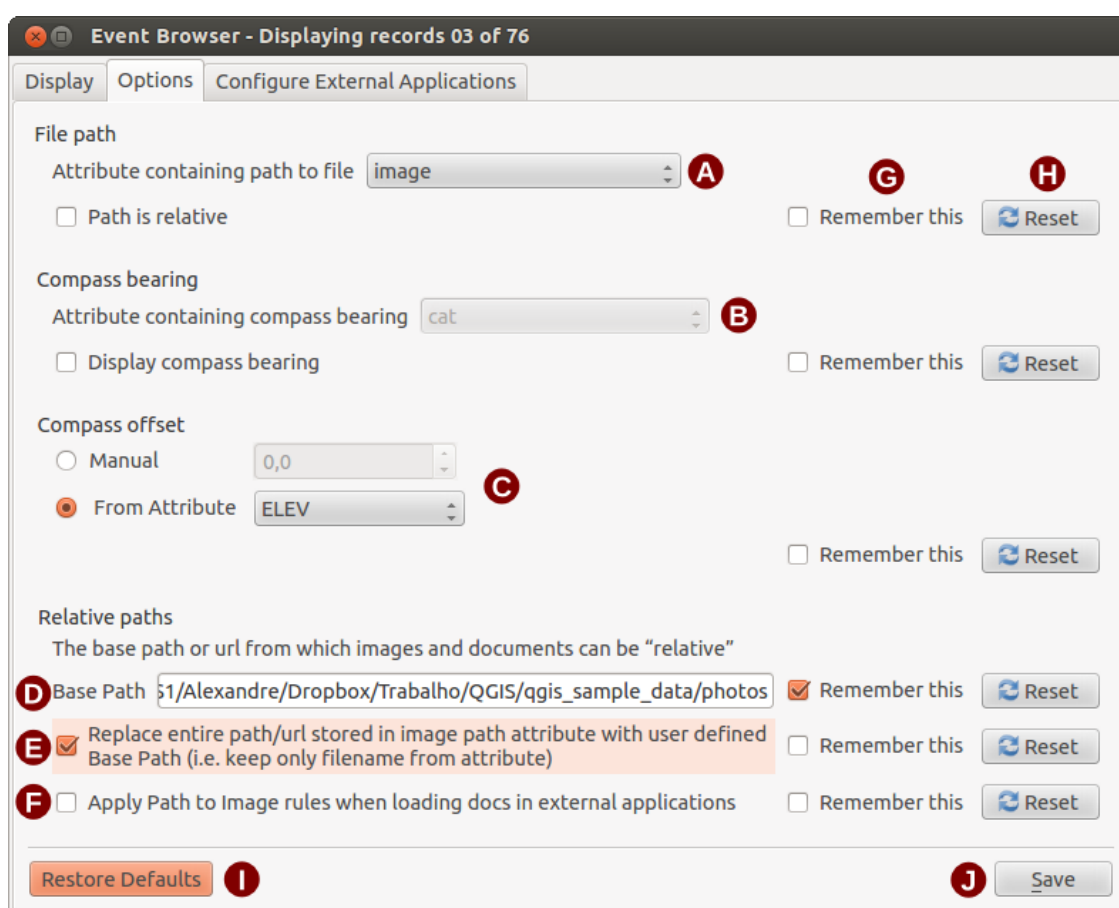 Event Browser - Displaying records 03 of 76
Display Options Configure External Applications
File path
Attribute containing path to file image A G H
Path is relative Remember this Reset
Compass bearing
Attribute containing compass bearing cat B
Display compass bearing Remember this Reset
Compass offset
Manual 0,0
C
From Attribute ELEV
Remember this Reset
Relative paths
The base path or url from which images and documents can be “relative”
D Base Path 51/Alexandre/Dropbox/Trabalho/QGIS/qgis_sample_data/photos Remember this Reset
E Replace entire path/url stored in image path attribute with user defined
Base Path (i.e. keep only filename from attribute) Remember this Reset
F Apply Path to Image rules when loading docs in external applications Remember this Reset
Restore Defaults I J Save